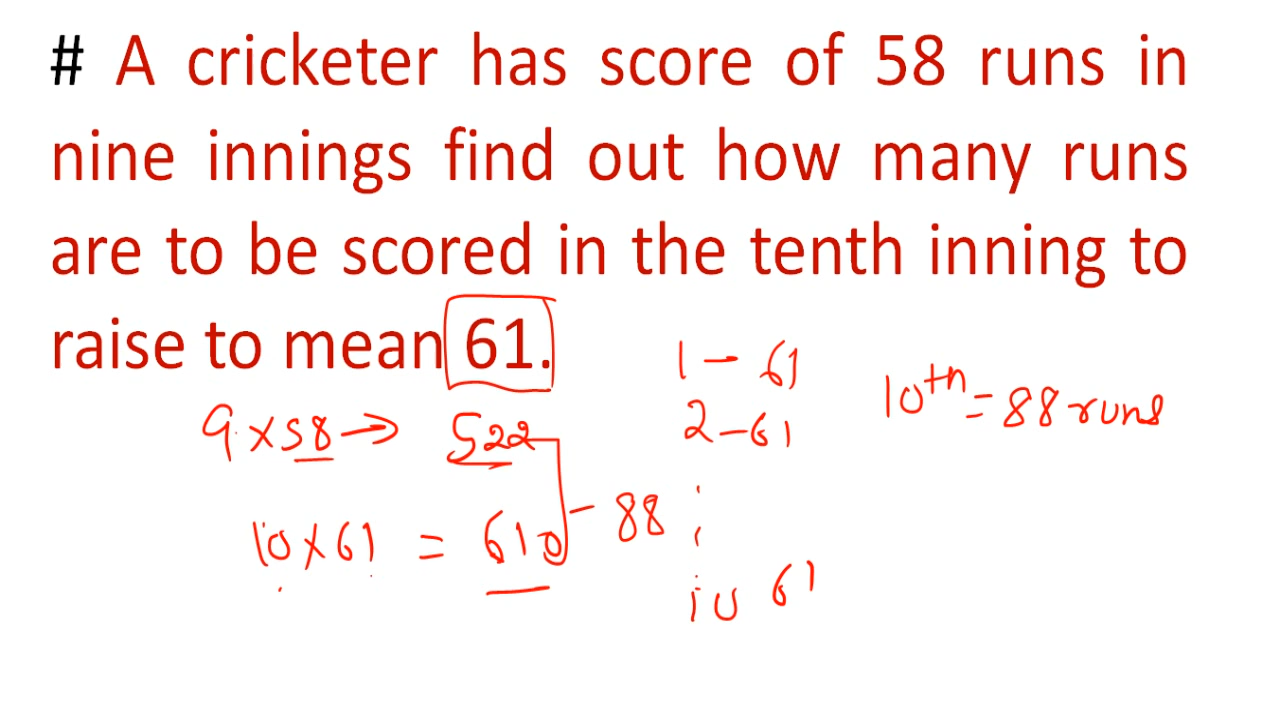 # A cricketer has score of 58 runs in
nine innings find out how many runs
are to be scored in the tenth inning to
raise to mean 61.
9 x 58 → 522
10 x 61 = 610 - 88
1 - 61
2 - 61
⋮
10 61
10th = 88 runs